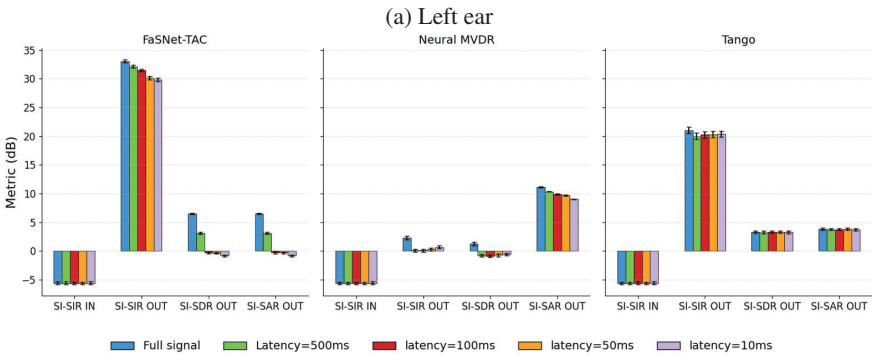 (a) Left ear
FaSNet-TAC
Neural MVDR
Tango
Metric (dB)
35
30
25
20
15
10
5
0
−5
SI-SIR IN SI-SIR OUT SI-SDR OUT SI-SAR OUT
SI-SIR IN SI-SIR OUT SI-SDR OUT SI-SAR OUT
SI-SIR IN SI-SIR OUT SI-SDR OUT SI-SAR OUT
Full signal Latency=500ms latency=100ms latency=50ms latency=10ms